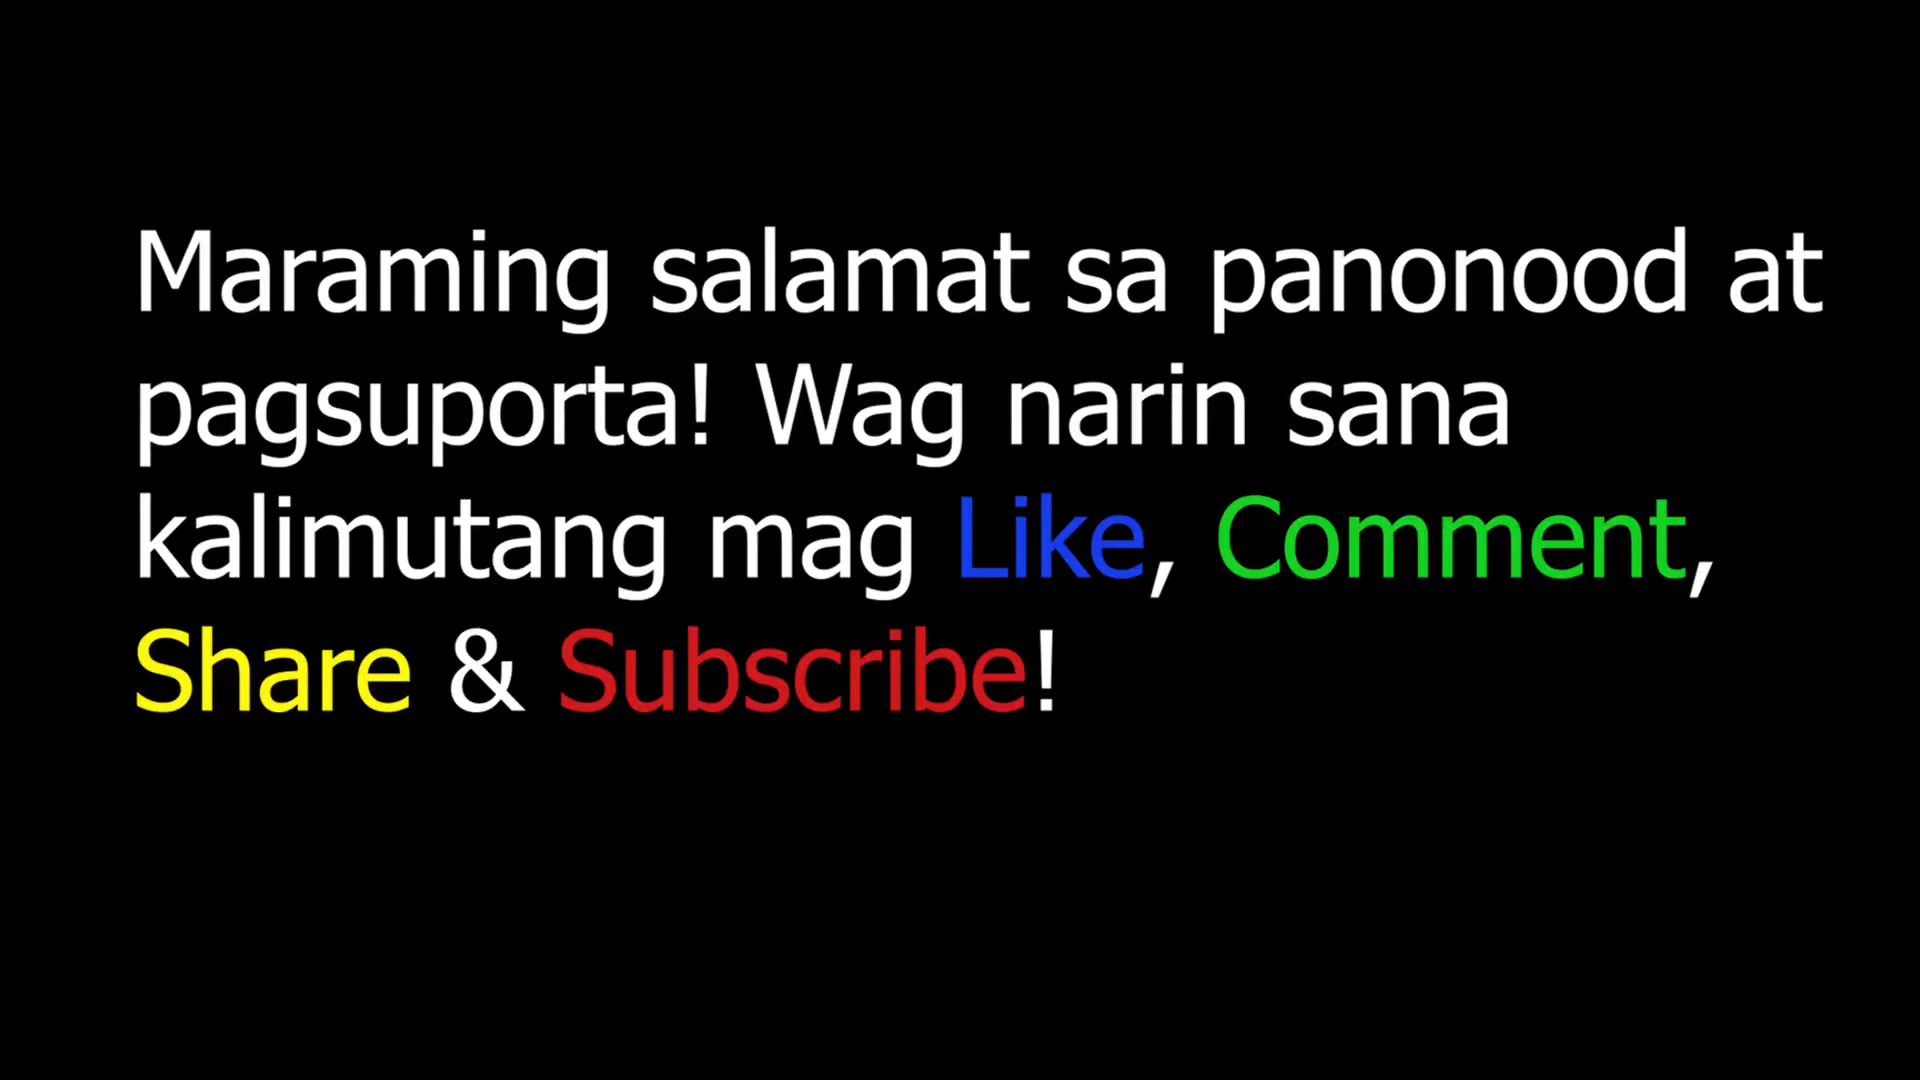 Maraming salamat sa panonood at
pagsuporta! Wag narin sana
kalimutang mag Like, Comment,
Share & Subscribe!